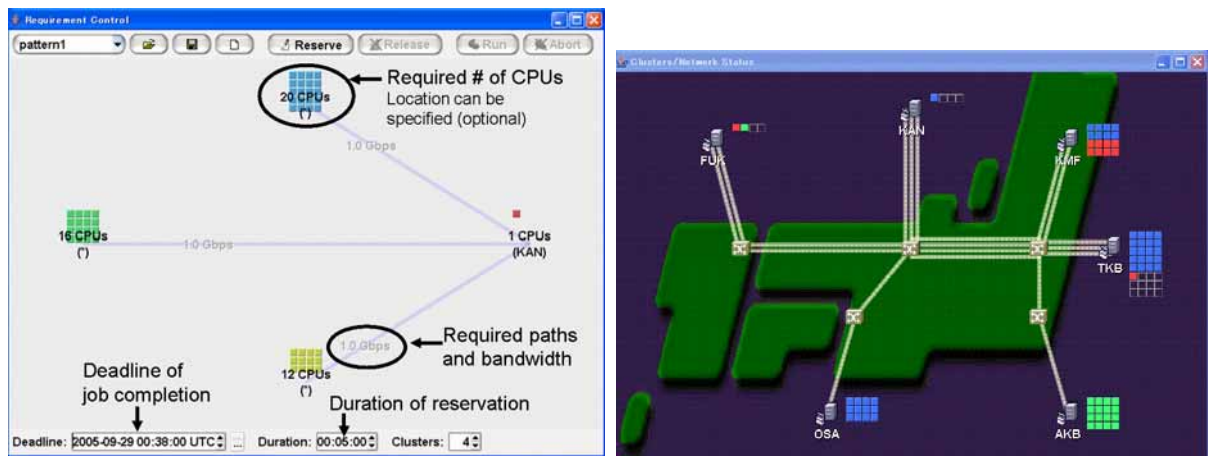 Requirement Control
pattern1
Reserve
Release
Run
Abort
20 CPUs
(*)
Required # of CPUs
Location can be
specified (optional)
1.0 Gbps
16 CPUs
(*)
1.0 Gbps
1 CPUs
(KAN)
1.0 Gbps
Required paths
and bandwidth
12 CPUs
(*)
Deadline of
job completion
Duration of reservation
Deadline: 2005-09-29 00:38:00 UTC ... Duration: 00:05:00 Clusters: 4
Clusters/Network Status
KAN
FUK
KMF
TKB
OSA
AKB